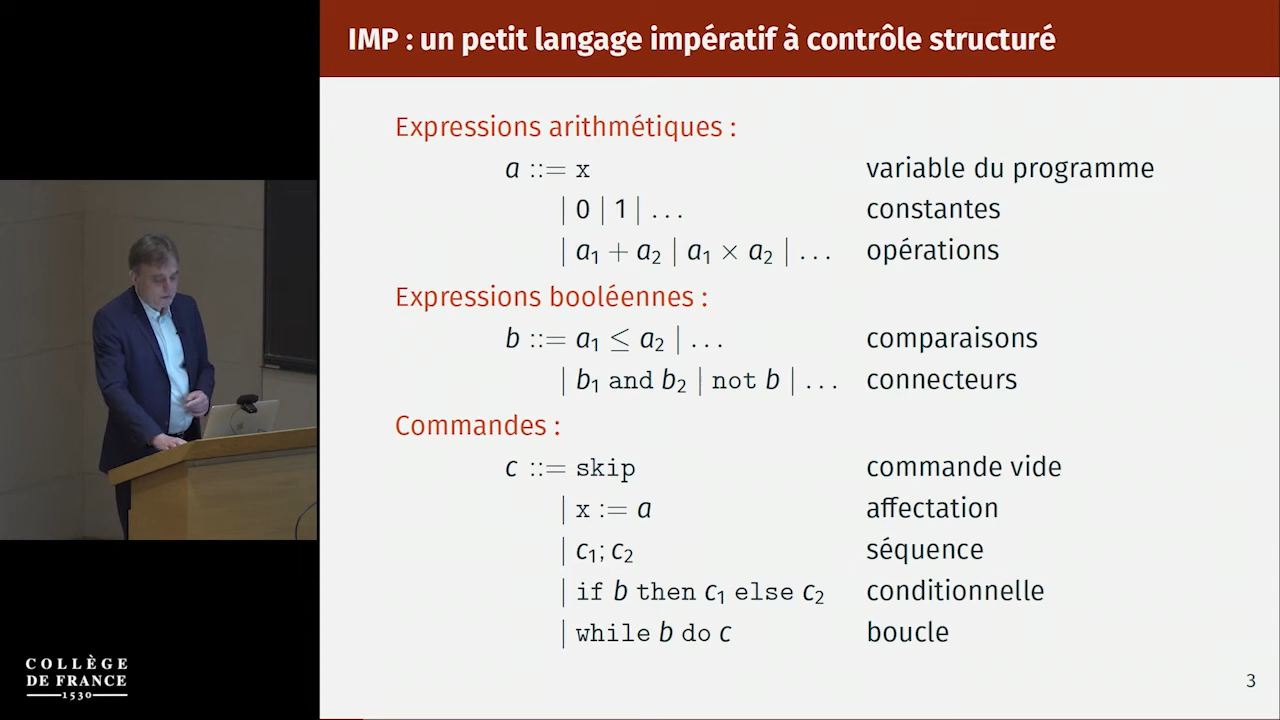 IMP : un petit langage impératif à contrôle structuré
Expressions arithmétiques :
a ::= x variable du programme
| 0 | 1 | ... constantes
| a₁ + a₂ | a₁ × a₂ | ... opérations
Expressions booléennes :
b ::= a₁ ≤ a₂ | ... comparaisons
| b₁ and b₂ | not b | ... connecteurs
Commandes :
c ::= skip commande vide
| x := a affectation
| c₁; c₂ séquence
| if b then c₁ else c₂ conditionnelle
| while b do c boucle
3
COLLÈGE
DE FRANCE
1530